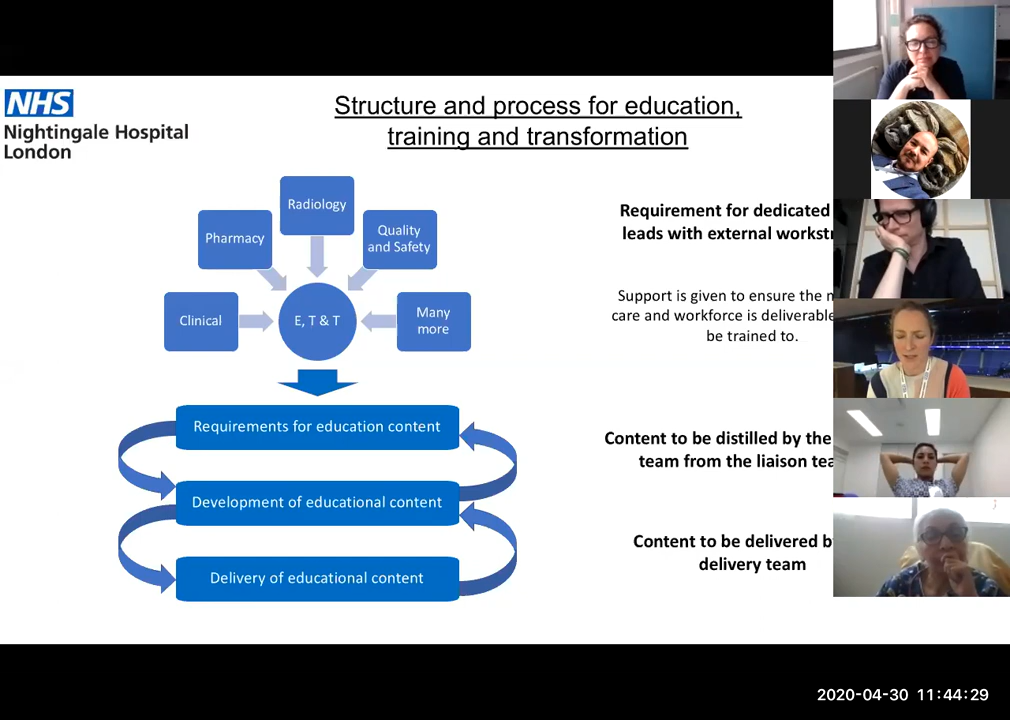 NHS
Nightingale Hospital
London
Structure and process for education,
training and transformation
Radiology
Pharmacy
Quality
and Safety
Clinical
E, T & T
Many
more
Requirements for education content
Development of educational content
Delivery of educational content
Requirement for dedicated
leads with external
Support is given to ensure the
care and workforce is deliverable
be trained to.
Content to be distilled by the
team from the liaison
Content to be delivered
delivery team
2020-04-30 11:44:29